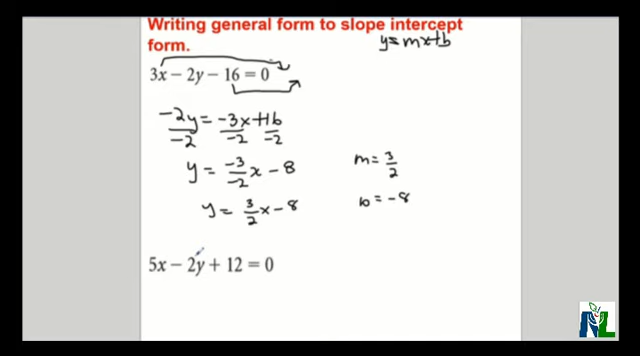 Writing general form to slope intercept
form.
y=mx+b
3x − 2y − 16 = 0
-2y = -3x +16
-2 -2 -2
y = -3/-2 x - 8
m = 3/2
y = 3/2 x - 8
b = -8
5x − 2y + 12 = 0
NL